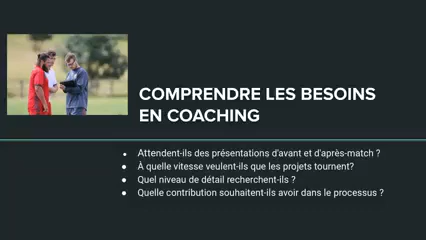 COMPRENDRE LES BESOINS
EN COACHING
● Attendent-ils des présentations d'avant et d'après-match ?
● À quelle vitesse veulent-ils que les projets tournent?
● Quel niveau de détail recherchent-ils ?
● Quelle contribution souhaitent-ils avoir dans le processus ?